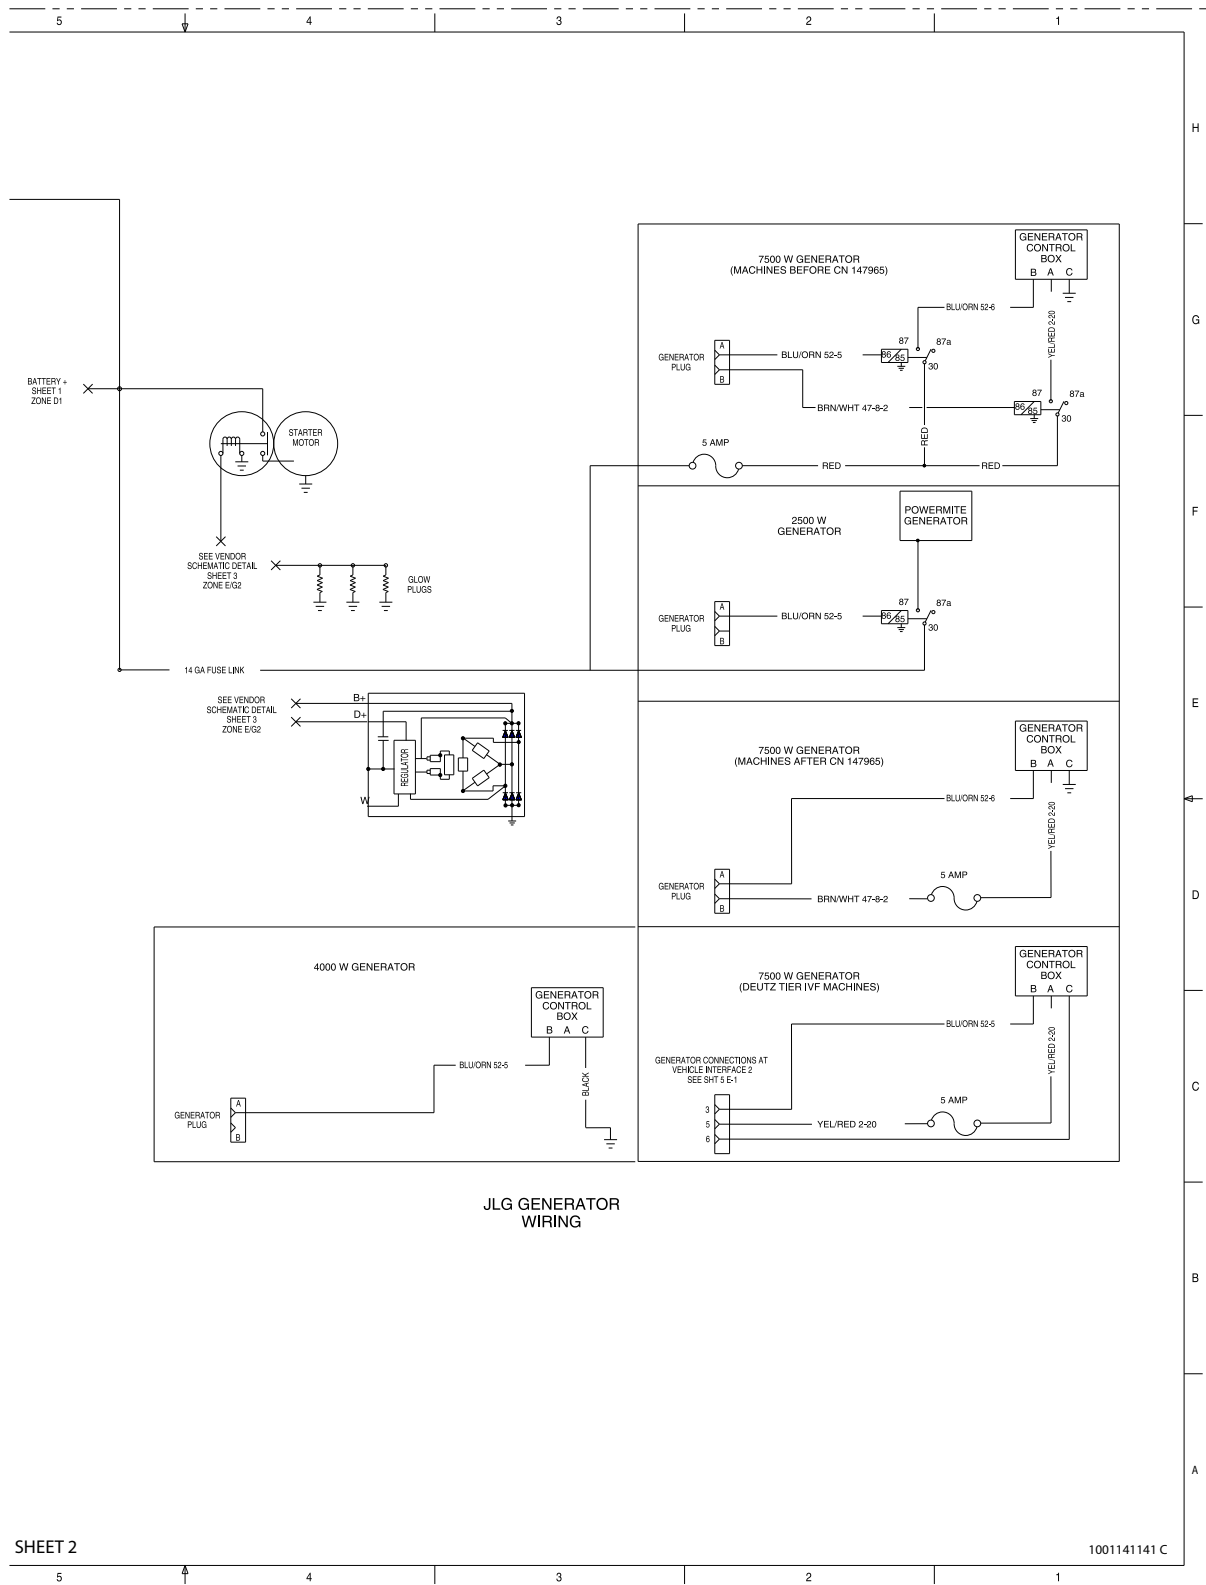 5 4 3 2 1
H
GENERATOR
CONTROL
BOX
B A C
7500 W GENERATOR
(MACHINES BEFORE CN 147965)
BLU/ORN 52-6
YEL/RED 2-20
G
GENERATOR
PLUG
A
B
BLU/ORN 52-5
86 85
87
87a
30
BRN/WHT 47-8-2
86 85
87
87a
30
BATTERY +
SHEET 1
ZONE D1
STARTER
MOTOR
5 AMP
RED
RED
RED
F
2500 W
GENERATOR
POWERMITE
GENERATOR
SEE VENDOR
SCHEMATIC DETAIL
SHEET 3
ZONE E/G2
GLOW
PLUGS
GENERATOR
PLUG
A
B
BLU/ORN 52-5
86 85
87
87a
30
14 GA FUSE LINK
E
SEE VENDOR
SCHEMATIC DETAIL
SHEET 3
ZONE E/G2
B+
D+
REGULATOR
W
7500 W GENERATOR
(MACHINES AFTER CN 147965)
GENERATOR
CONTROL
BOX
B A C
BLU/ORN 52-6
YEL/RED 2-20
GENERATOR
PLUG
A
B
BRN/WHT 47-8-2
5 AMP
D
4000 W GENERATOR
GENERATOR
CONTROL
BOX
B A C
BLU/ORN 52-5
BLACK
GENERATOR
PLUG
A
B
7500 W GENERATOR
(DEUTZ TIER IVF MACHINES)
GENERATOR
CONTROL
BOX
B A C
BLU/ORN 52-5
YEL/RED 2-20
GENERATOR CONNECTIONS AT
VEHICLE INTERFACE 2
SEE SHT 5 E-1
3
5
6
YEL/RED 2-20
5 AMP
C
JLG GENERATOR
WIRING
B
A
SHEET 2
1001141141 C
5 4 3 2 1